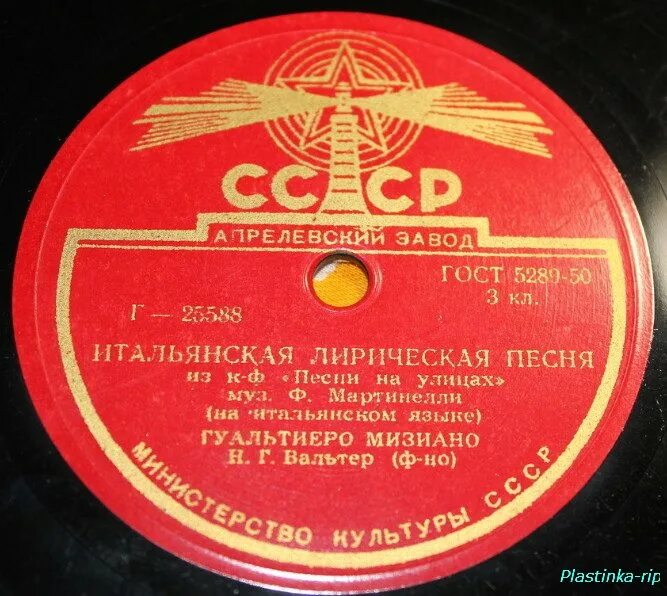 СССР
АПРЕЛЕВСКИЙ ЗАВОД
ГОСТ 5289-50
3 кл.
Г — 25588
ИТАЛЬЯНСКАЯ ЛИРИЧЕСКАЯ ПЕСНЯ
из к-ф «Песни на улицах»
муз. Ф. Мартинелли
(на итальянском языке)
ГУАЛЬТИЕРО МИЗИАНО
Н. Г. Вальтер (ф-но)
МИНИСТЕРСТВО КУЛЬТУРЫ СССР
Plastinka-rip